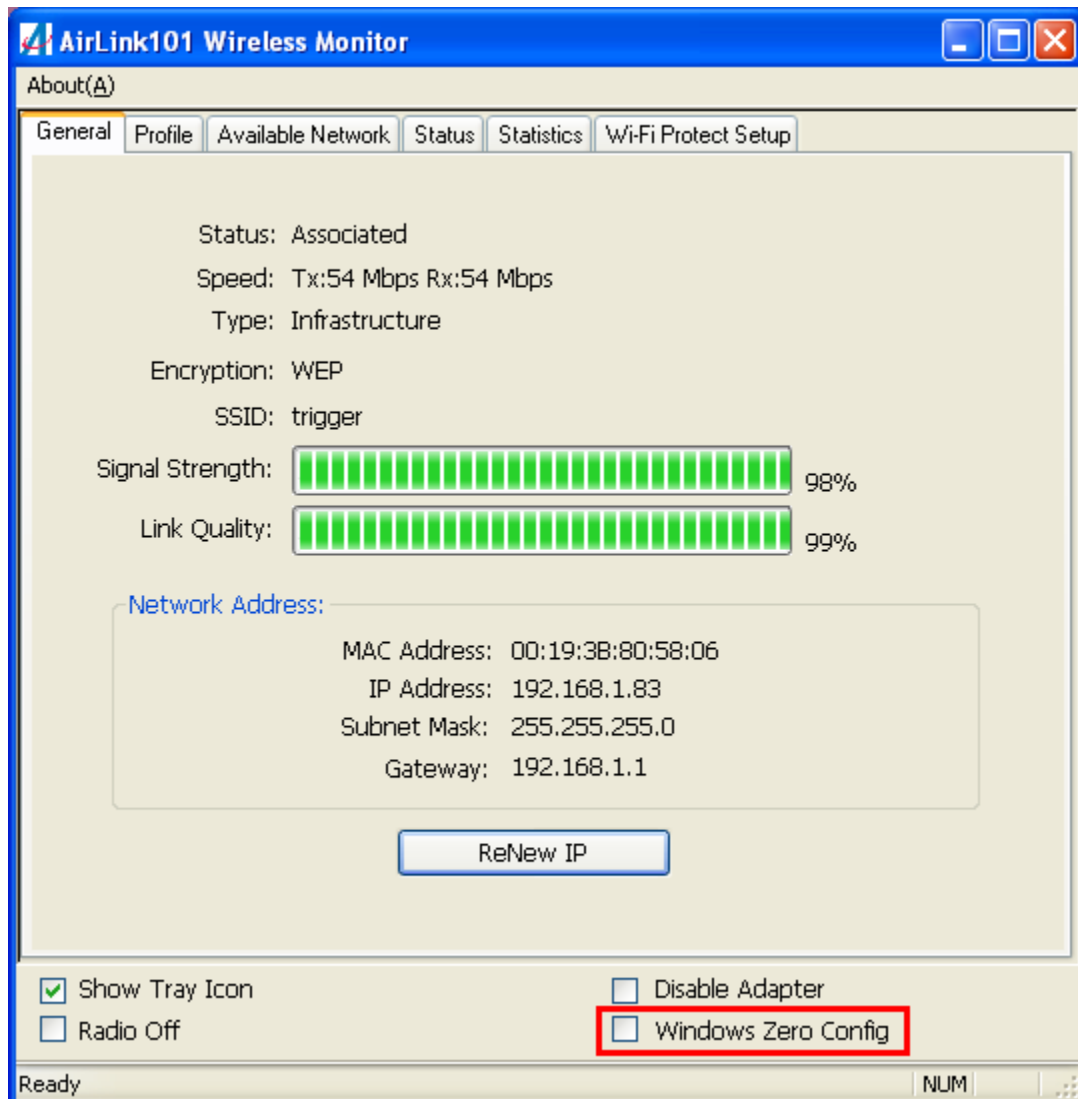 AirLink101 Wireless Monitor
About(A)
General Profile Available Network Status Statistics Wi-Fi Protect Setup
Status: Associated
Speed: Tx:54 Mbps Rx:54 Mbps
Type: Infrastructure
Encryption: WEP
SSID: trigger
Signal Strength: 98%
Link Quality: 99%
Network Address:
MAC Address: 00:19:3B:80:58:06
IP Address: 192.168.1.83
Subnet Mask: 255.255.255.0
Gateway: 192.168.1.1
ReNew IP
Show Tray Icon Disable Adapter
Radio Off Windows Zero Config
Ready NUM